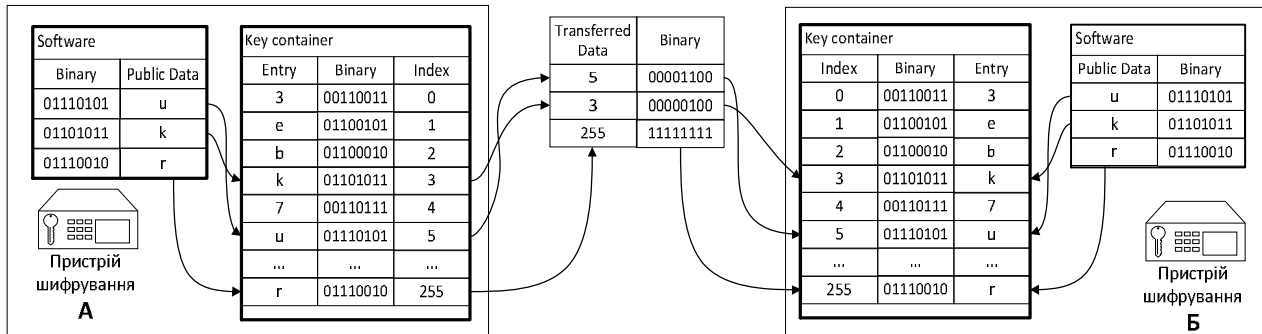 Software
Binary Public Data
01110101 u
01101011 k
01110010 r
Пристрій
шифрування
А
Key container
Entry Binary Index
3 00110011 0
e 01100101 1
b 01100010 2
k 01101011 3
7 00110111 4
u 01110101 5
... ... ...
r 01110010 255
Transferred
Data Binary
5 00001100
3 00000100
255 11111111
Key container
Index Binary Entry
0 00110011 3
1 01100101 e
2 01100010 b
3 01101011 k
4 00110111 7
5 01110101 u
... ... ...
255 01110010 r
Software
Public Data Binary
u 01110101
k 01101011
r 01110010
Пристрій
шифрування
Б